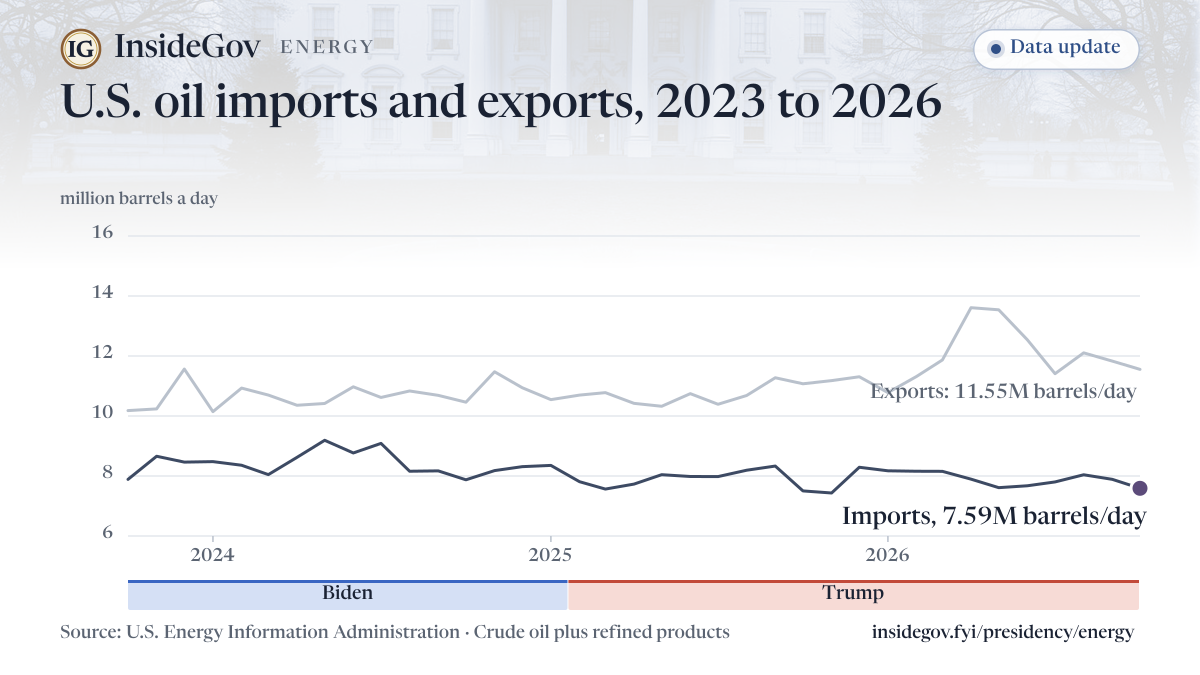 IG InsideGov ENERGY
Data update
U.S. oil imports and exports, 2023 to 2026
million barrels a day
16
14
12
10
8
6
Exports: 11.55M barrels/day
Imports, 7.59M barrels/day
2024 2025 2026
Biden Trump
Source: U.S. Energy Information Administration · Crude oil plus refined products
insidegov.fyi/presidency/energy